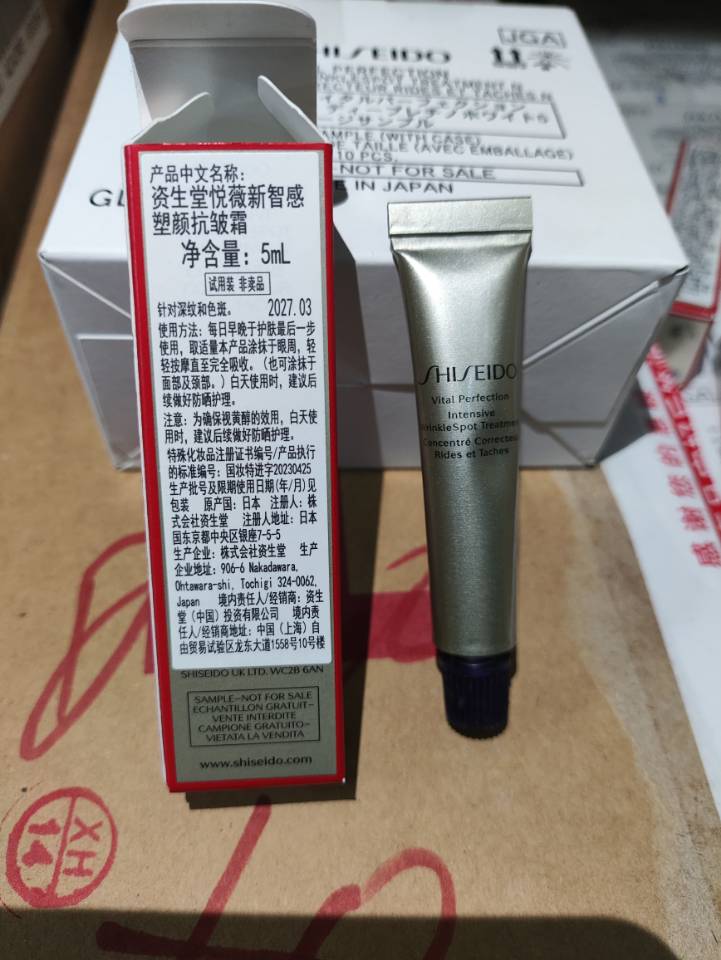 JGA
SHISEIDO
PERFECTION
RIDES ET TACHES N
SAMPLE (WITH CASE)
DE TAILLE (AVEC EMBALLAGE)
10 PCS.
NOT FOR SALE
MADE IN JAPAN
产品中文名称：
资生堂悦薇新智感
塑颜抗皱霜
净含量：5mL
试用装 非卖品
针对深纹和色斑。 2027.03
使用方法：每日早晚于护肤最后一步
使用，取适量本产品涂抹于眼周，轻
轻按摩直至完全吸收。（也可涂抹于
面部及颈部。）白天使用时，建议后
续做好防晒护理。
注意：为确保视黄醇的效用，白天使
用时，建议后续做好防晒护理。
特殊化妆品注册证书编号/产品执行
的标准编号：国妆特进字20230425
生产批号及限期使用日期(年/月)见
包装 原产国：日本 注册人：株
式会社资生堂 注册人地址：日本
国东京都中央区银座7-5-5
生产企业：株式会社资生堂 生产
企业地址：906-6 Nakadawara,
Ohtawara-shi, Tochigi 324-0062,
Japan 境内责任人/经销商：资生
堂（中国）投资有限公司 境内责
任人/经销商地址：中国（上海）自
由贸易试验区龙东大道1558号10号楼
SHISEIDO UK LTD. WC2B 6AN
SAMPLE-NOT FOR SALE
ECHANTILLON GRATUIT-
VENTE INTERDITE
CAMPIONE GRATUITO-
VIETATA LA VENDITA
www.shiseido.com
SHISEIDO
Vital Perfection
Intensive
WrinkleSpot Treatment
Concentré Correcteur
Rides et Taches
XH
14